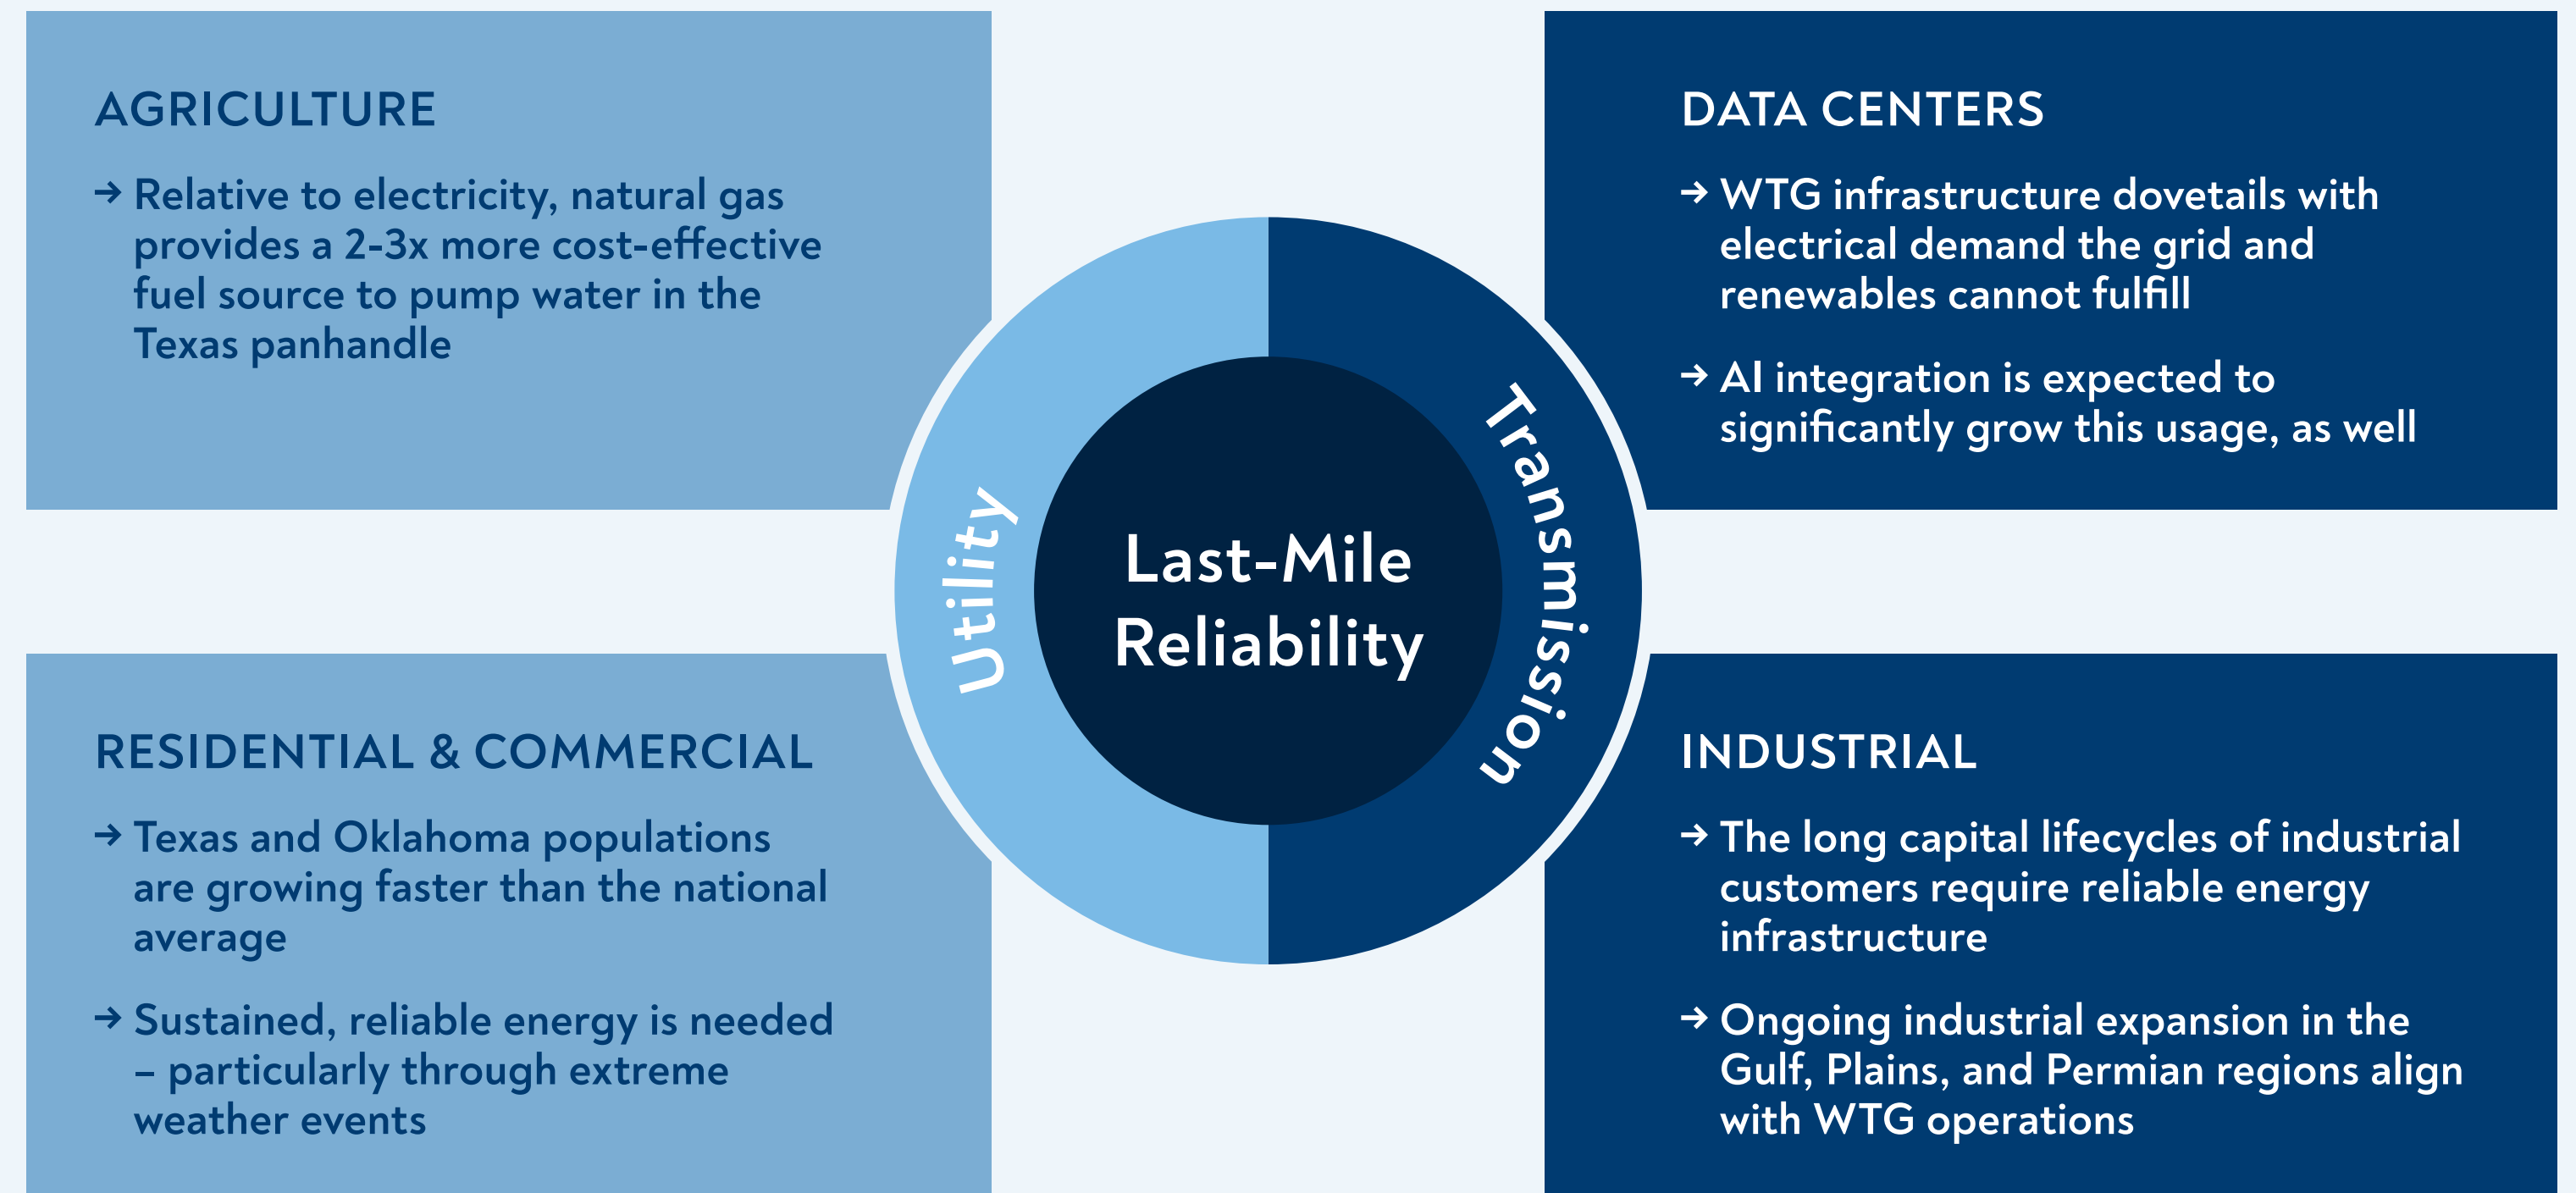 AGRICULTURE
→ Relative to electricity, natural gas
provides a 2-3x more cost-effective
fuel source to pump water in the
Texas panhandle
DATA CENTERS
→ WTG infrastructure dovetails with
electrical demand the grid and
renewables cannot fulfill
→ AI integration is expected to
significantly grow this usage, as well
Utility
Last-Mile
Reliability
Transmission
RESIDENTIAL & COMMERCIAL
→ Texas and Oklahoma populations
are growing faster than the national
average
→ Sustained, reliable energy is needed
– particularly through extreme
weather events
INDUSTRIAL
→ The long capital lifecycles of industrial
customers require reliable energy
infrastructure
→ Ongoing industrial expansion in the
Gulf, Plains, and Permian regions align
with WTG operations